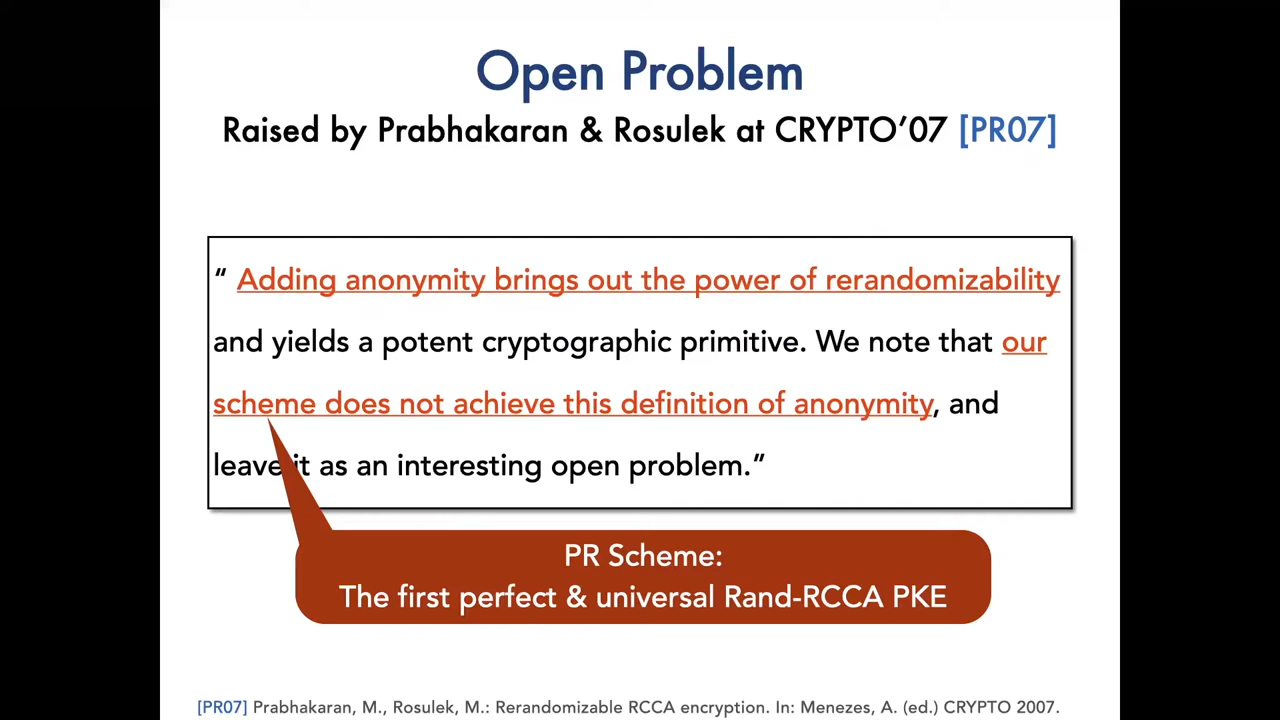 Open Problem
Raised by Prabhakaran & Rosulek at CRYPTO’07 [PR07]
“ Adding anonymity brings out the power of rerandomizability
and yields a potent cryptographic primitive. We note that our
scheme does not achieve this definition of anonymity, and
leave it as an interesting open problem.”
PR Scheme:
The first perfect & universal Rand-RCCA PKE
[PR07] Prabhakaran, M., Rosulek, M.: Rerandomizable RCCA encryption. In: Menezes, A. (ed.) CRYPTO 2007.